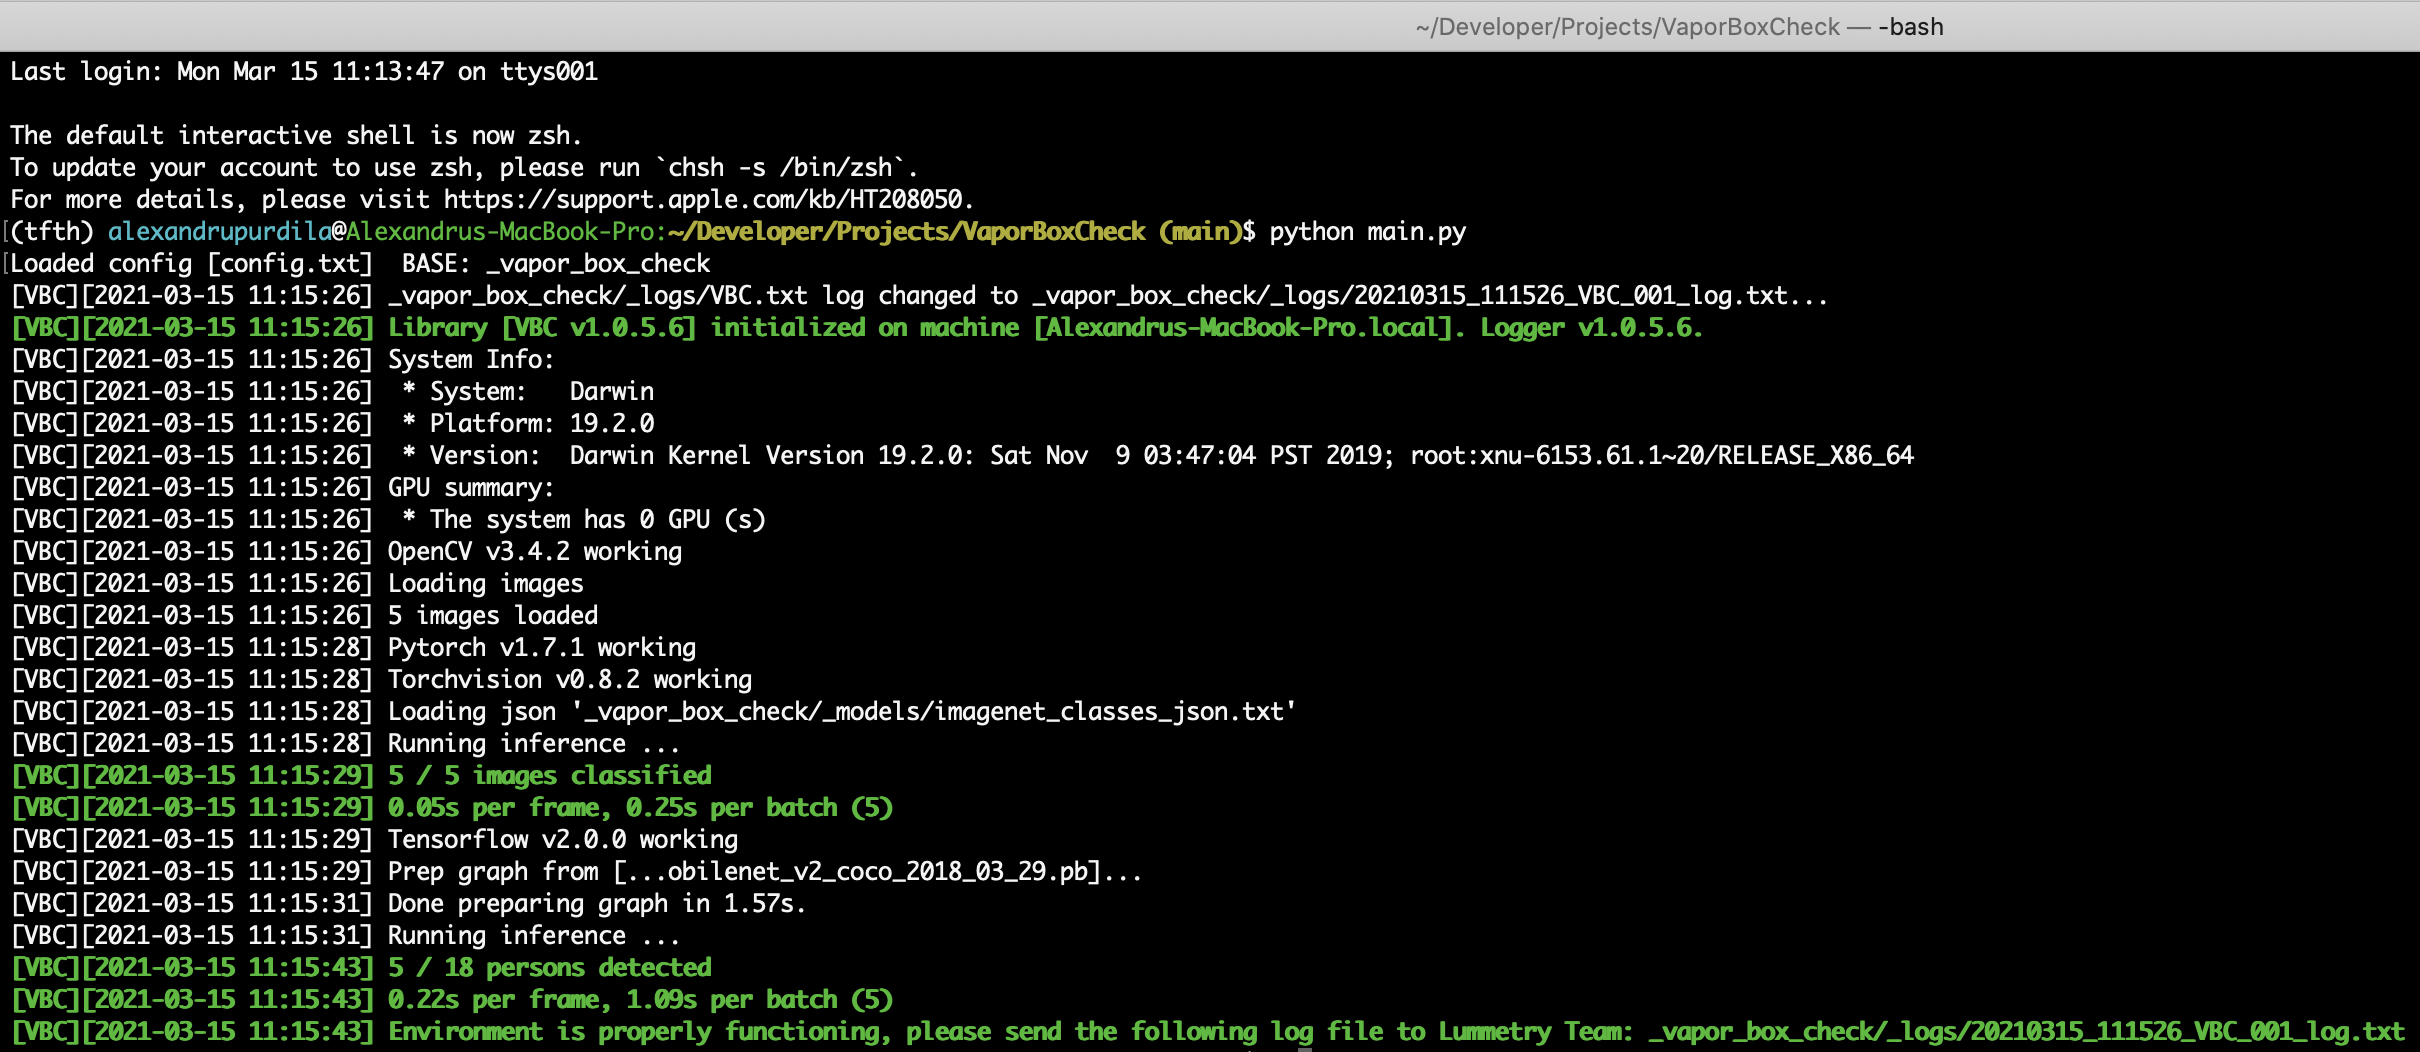 ~/Developer/Projects/VaporBoxCheck — -bash
Last login: Mon Mar 15 11:13:47 on ttys001
The default interactive shell is now zsh.
To update your account to use zsh, please run `chsh -s /bin/zsh`.
For more details, please visit https://support.apple.com/kb/HT208050.
[(tfth) alexandrupurdila@Alexandrus-MacBook-Pro:~/Developer/Projects/VaporBoxCheck (main)$ python main.py
[Loaded config [config.txt]  BASE: _vapor_box_check
[VBC][2021-03-15 11:15:26] _vapor_box_check/_logs/VBC.txt log changed to _vapor_box_check/_logs/20210315_111526_VBC_001_log.txt...
[VBC][2021-03-15 11:15:26] Library [VBC v1.0.5.6] initialized on machine [Alexandrus-MacBook-Pro.local]. Logger v1.0.5.6.
[VBC][2021-03-15 11:15:26] System Info:
[VBC][2021-03-15 11:15:26]  * System:   Darwin
[VBC][2021-03-15 11:15:26]  * Platform: 19.2.0
[VBC][2021-03-15 11:15:26]  * Version:  Darwin Kernel Version 19.2.0: Sat Nov  9 03:47:04 PST 2019; root:xnu-6153.61.1~20/RELEASE_X86_64
[VBC][2021-03-15 11:15:26] GPU summary:
[VBC][2021-03-15 11:15:26]  * The system has 0 GPU (s)
[VBC][2021-03-15 11:15:26] OpenCV v3.4.2 working
[VBC][2021-03-15 11:15:26] Loading images
[VBC][2021-03-15 11:15:26] 5 images loaded
[VBC][2021-03-15 11:15:28] Pytorch v1.7.1 working
[VBC][2021-03-15 11:15:28] Torchvision v0.8.2 working
[VBC][2021-03-15 11:15:28] Loading json '_vapor_box_check/_models/imagenet_classes_json.txt'
[VBC][2021-03-15 11:15:28] Running inference ...
[VBC][2021-03-15 11:15:29] 5 / 5 images classified
[VBC][2021-03-15 11:15:29] 0.05s per frame, 0.25s per batch (5)
[VBC][2021-03-15 11:15:29] Tensorflow v2.0.0 working
[VBC][2021-03-15 11:15:29] Prep graph from [...obilenet_v2_coco_2018_03_29.pb]...
[VBC][2021-03-15 11:15:31] Done preparing graph in 1.57s.
[VBC][2021-03-15 11:15:31] Running inference ...
[VBC][2021-03-15 11:15:43] 5 / 18 persons detected
[VBC][2021-03-15 11:15:43] 0.22s per frame, 1.09s per batch (5)
[VBC][2021-03-15 11:15:43] Environment is properly functioning, please send the following log file to Lummetry Team: _vapor_box_check/_logs/20210315_111526_VBC_001_log.txt